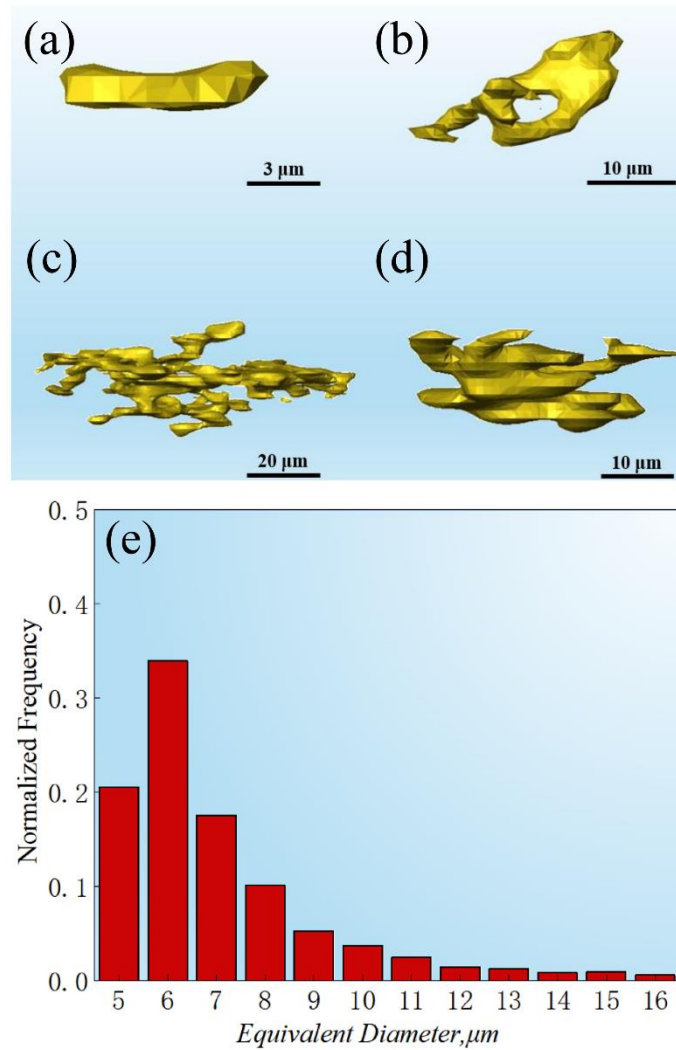 (a)
(b)
3 μm
10 μm
(c)
(d)
20 μm
10 μm
(e)
0.5
0.4
0.3
0.2
0.1
0.0
Normalized Frequency
5 6 7 8 9 10 11 12 13 14 15 16
Equivalent Diameter,μm